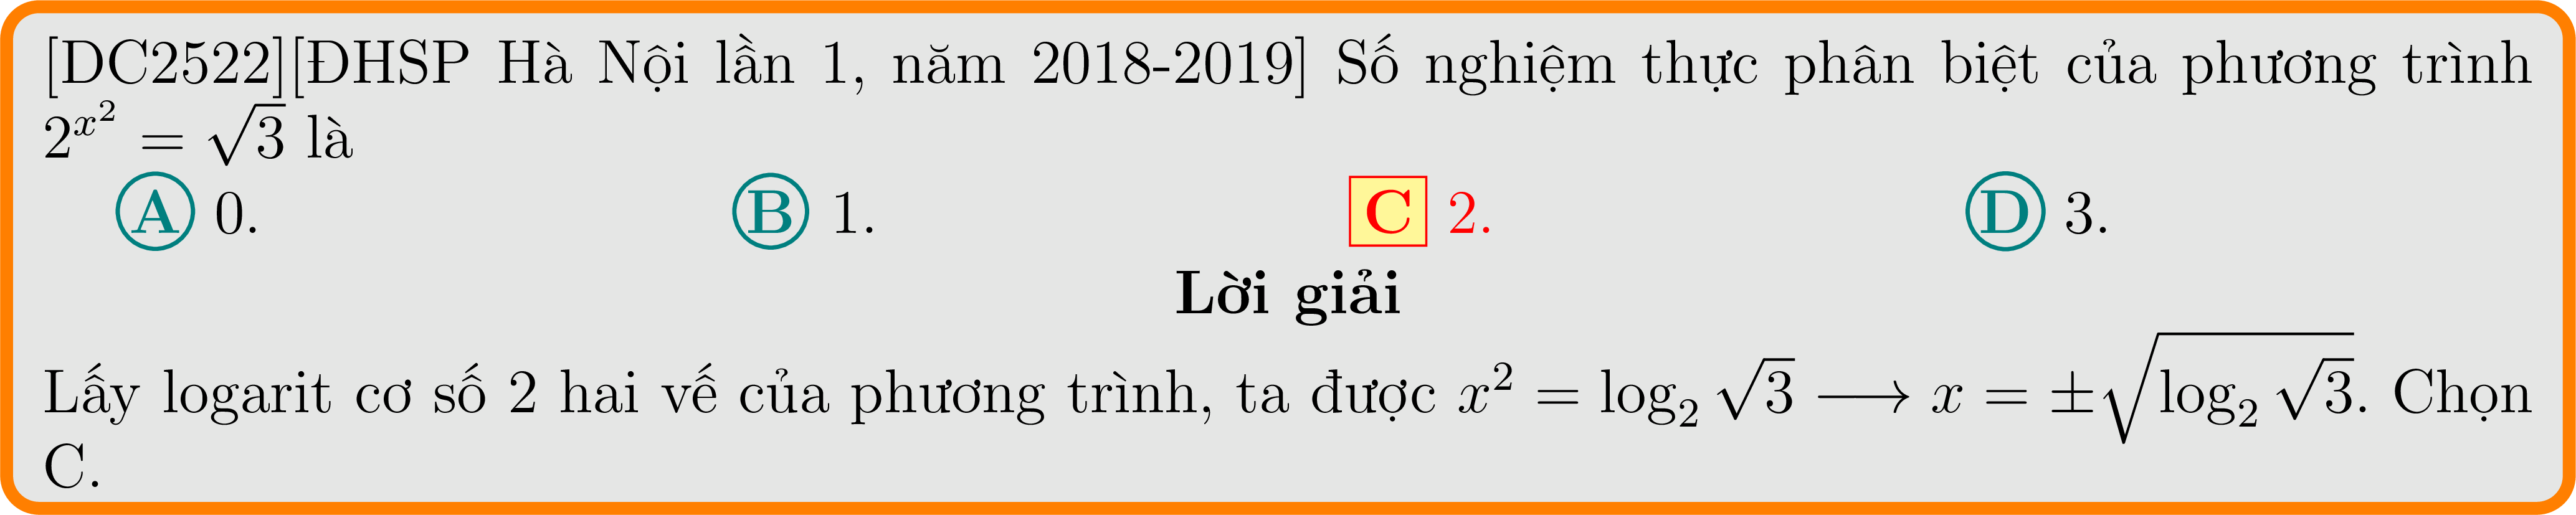 [DC2522][ĐHSP Hà Nội lần 1, năm 2018-2019] Số nghiệm thực phân biệt của phương trình
$2^{x^2} = \sqrt{3}$ là
A 0. B 1. C 2. D 3.
Lời giải
Lấy logarit cơ số 2 hai vế của phương trình, ta được $x^2 = \log_2 \sqrt{3} \longrightarrow x = \pm\sqrt{\log_2 \sqrt{3}}$. Chọn
C.